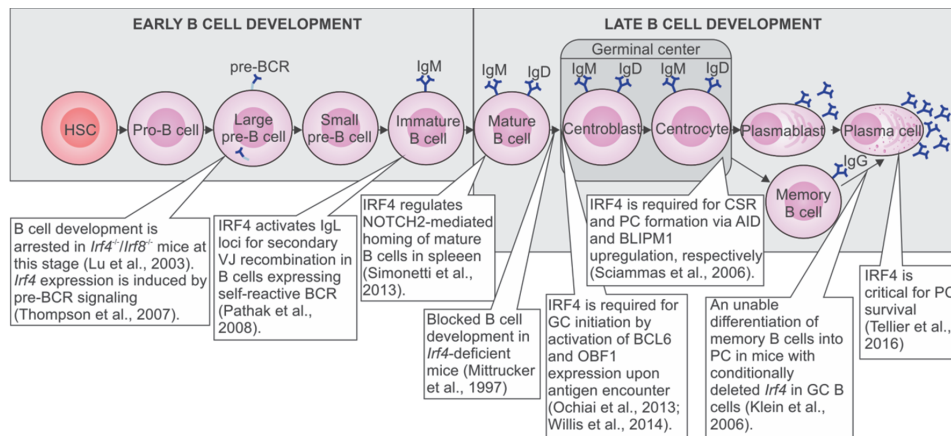 EARLY B CELL DEVELOPMENT
LATE B CELL DEVELOPMENT
Germinal center
pre-BCR
IgM
IgM
IgD
IgM
IgD
IgM
IgD
HSC
Pro-B cell
Large
pre-B cell
Small
pre-B cell
Immature
B cell
Mature
B cell
Centroblast
Centrocyte
Plasmablast
Plasma cell
IgG
Memory
B cell
B cell development is
arrested in Irf4-/-/Irf8-/- mice at
this stage (Lu et al., 2003).
Irf4 expression is induced by
pre-BCR signaling
(Thompson et al., 2007).
IRF4 activates IgL
loci for secondary
VJ recombination in
B cells expressing
self-reactive BCR
(Pathak et al.,
2008).
IRF4 regulates
NOTCH2-mediated
homing of mature
B cells in spleeen
(Simonetti et al.,
2013).
Blocked B cell
development in
Irf4-deficient
mice (Mittrucker
et al., 1997)
IRF4 is required for
GC initiation by
activation of BCL6
and OBF1
expression upon
antigen encounter
(Ochiai et al., 2013;
Willis et al., 2014).
IRF4 is required for CSR
and PC formation via AID
and BLIPM1
upregulation, respectively
(Sciammas et al., 2006).
An unable
differentiation of
memory B cells into
PC in mice with
conditionally
deleted Irf4 in GC B
cells (Klein et al.,
2006).
IRF4 is
critical for PC
survival
(Tellier et al.,
2016)